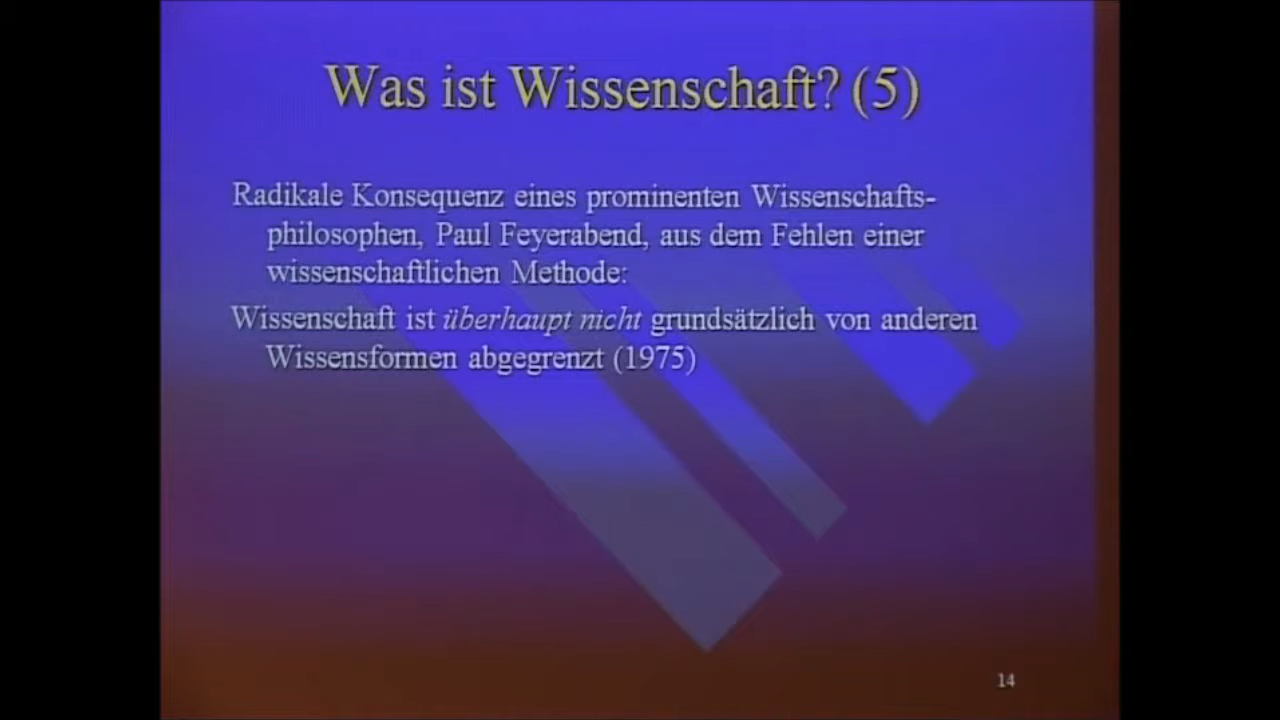 Was ist Wissenschaft? (5)
Radikale Konsequenz eines prominenten Wissenschafts-
philosophen, Paul Feyerabend, aus dem Fehlen einer
wissenschaftlichen Methode:
Wissenschaft ist überhaupt nicht grundsätzlich von anderen
Wissensformen abgegrenzt (1975)
14